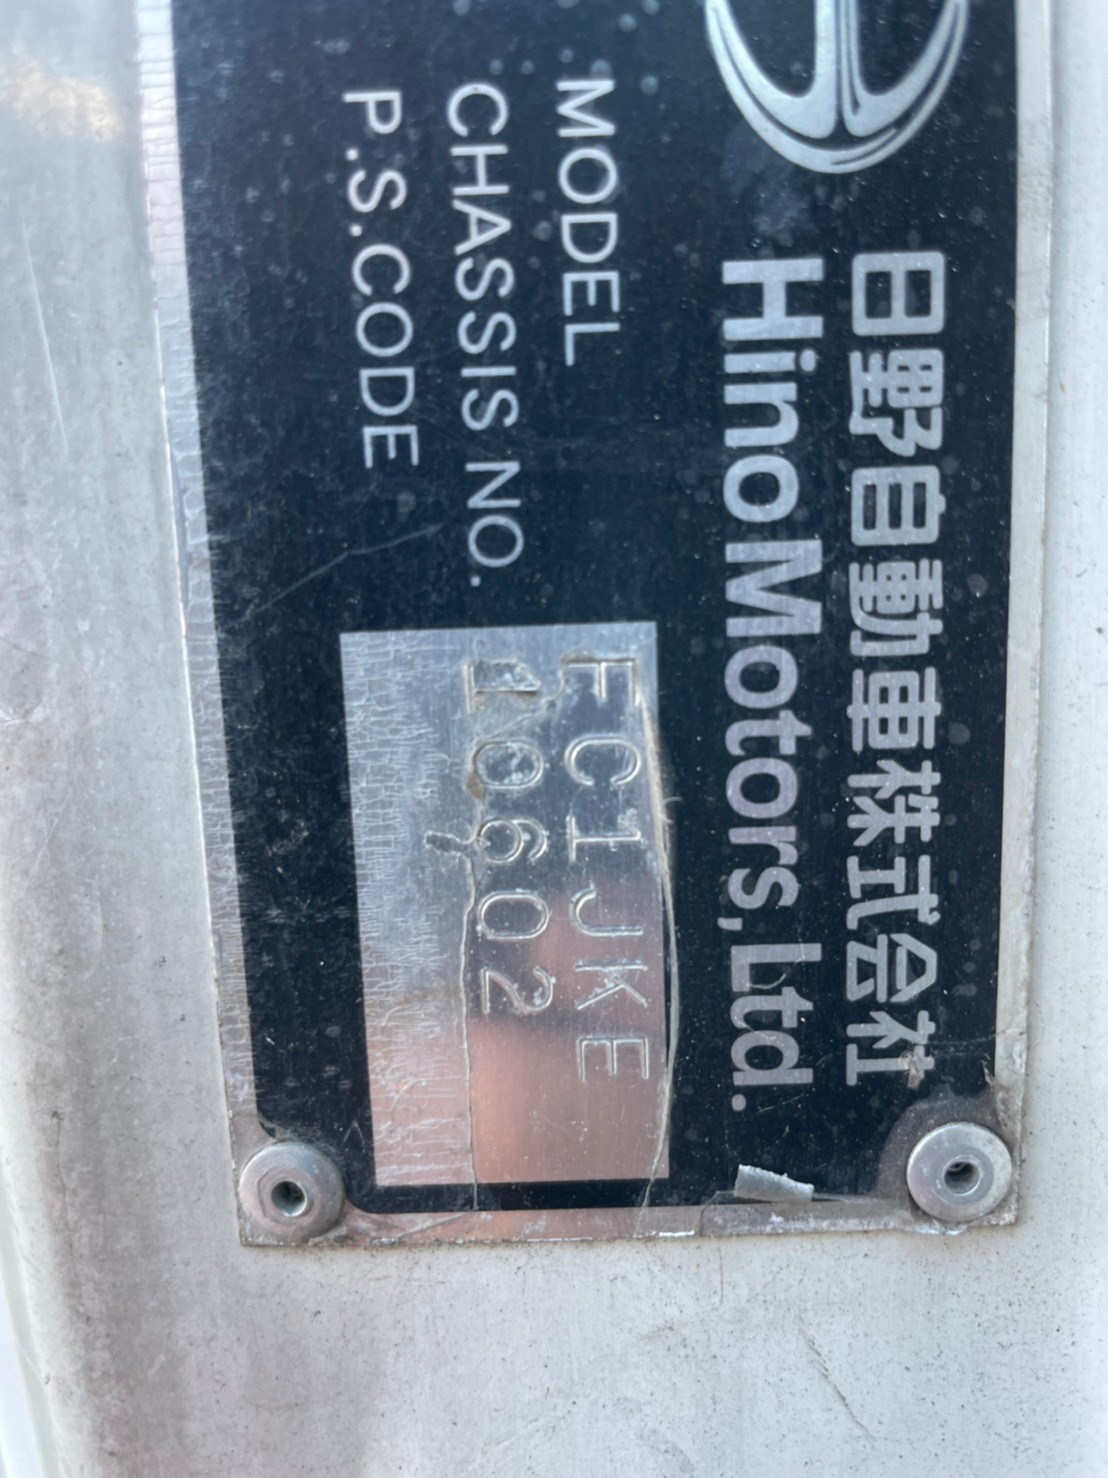 日野自動車株式会社
Hino Motors, Ltd.
MODEL FC1JKE
CHASSIS NO. 10602
P.S.CODE